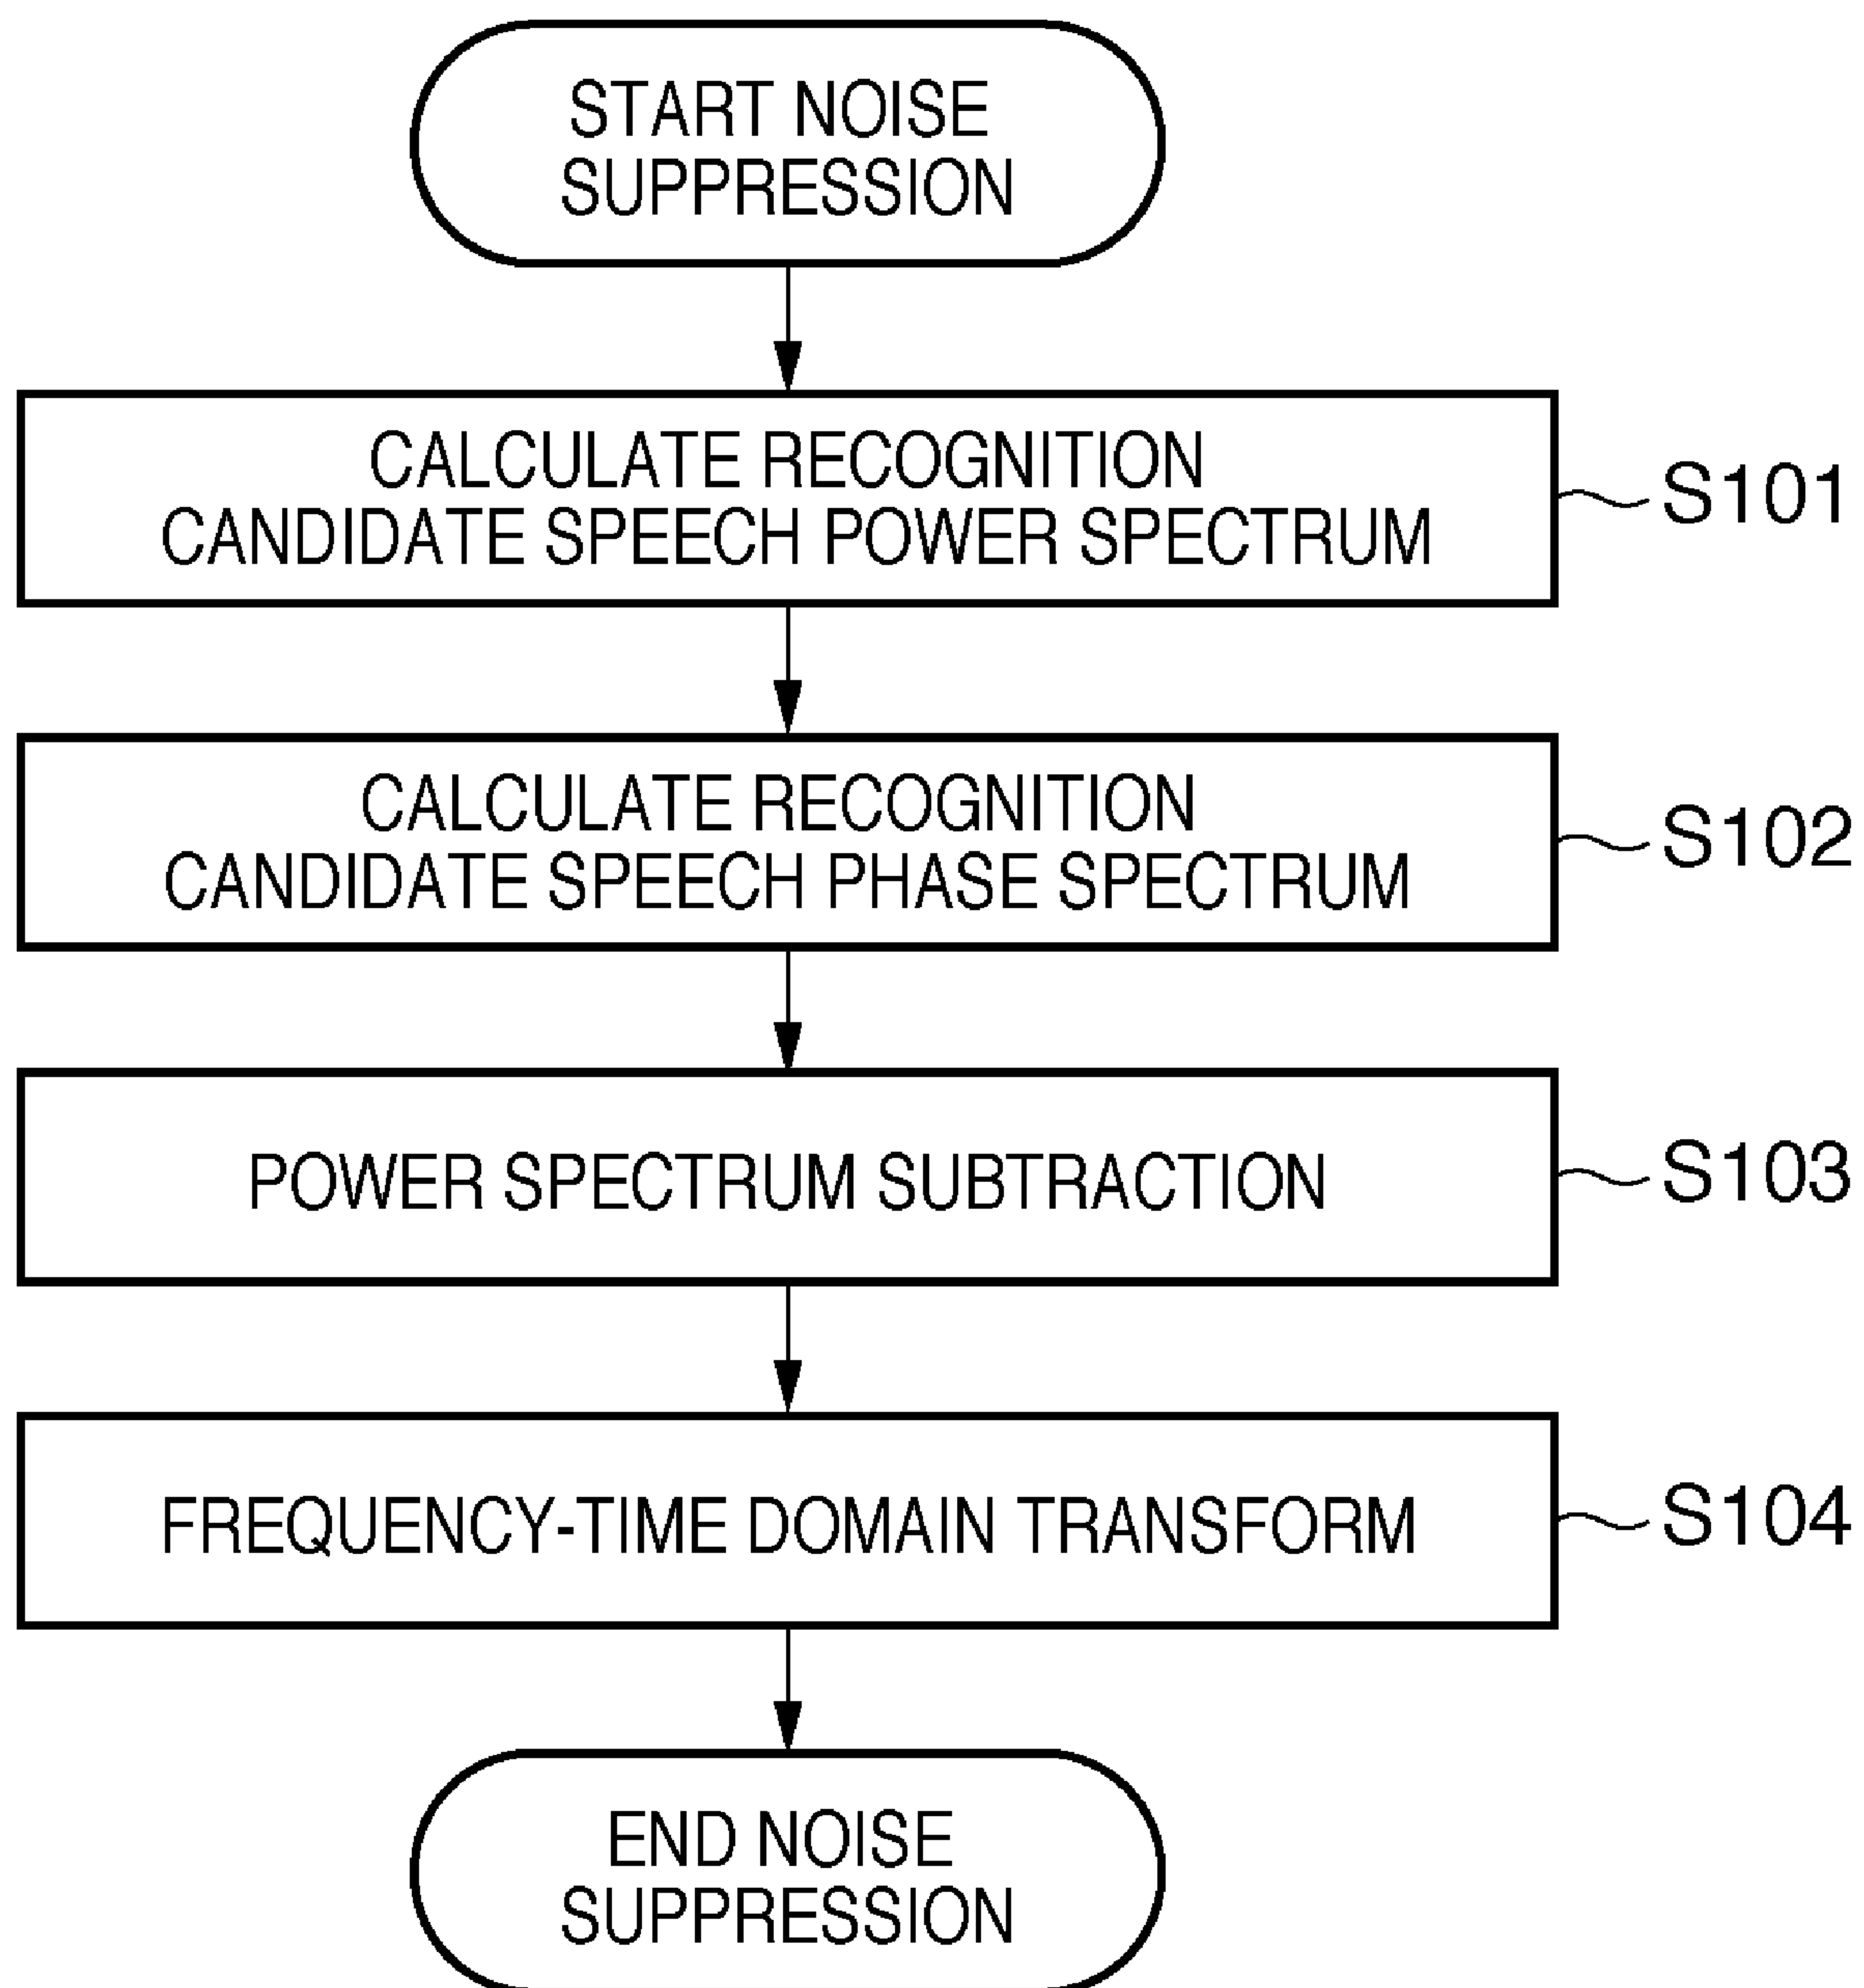 START NOISE
SUPPRESSION
CALCULATE RECOGNITION
CANDIDATE SPEECH POWER SPECTRUM
S101
CALCULATE RECOGNITION
CANDIDATE SPEECH PHASE SPECTRUM
S102
POWER SPECTRUM SUBTRACTION
S103
FREQUENCY-TIME DOMAIN TRANSFORM
S104
END NOISE
SUPPRESSION